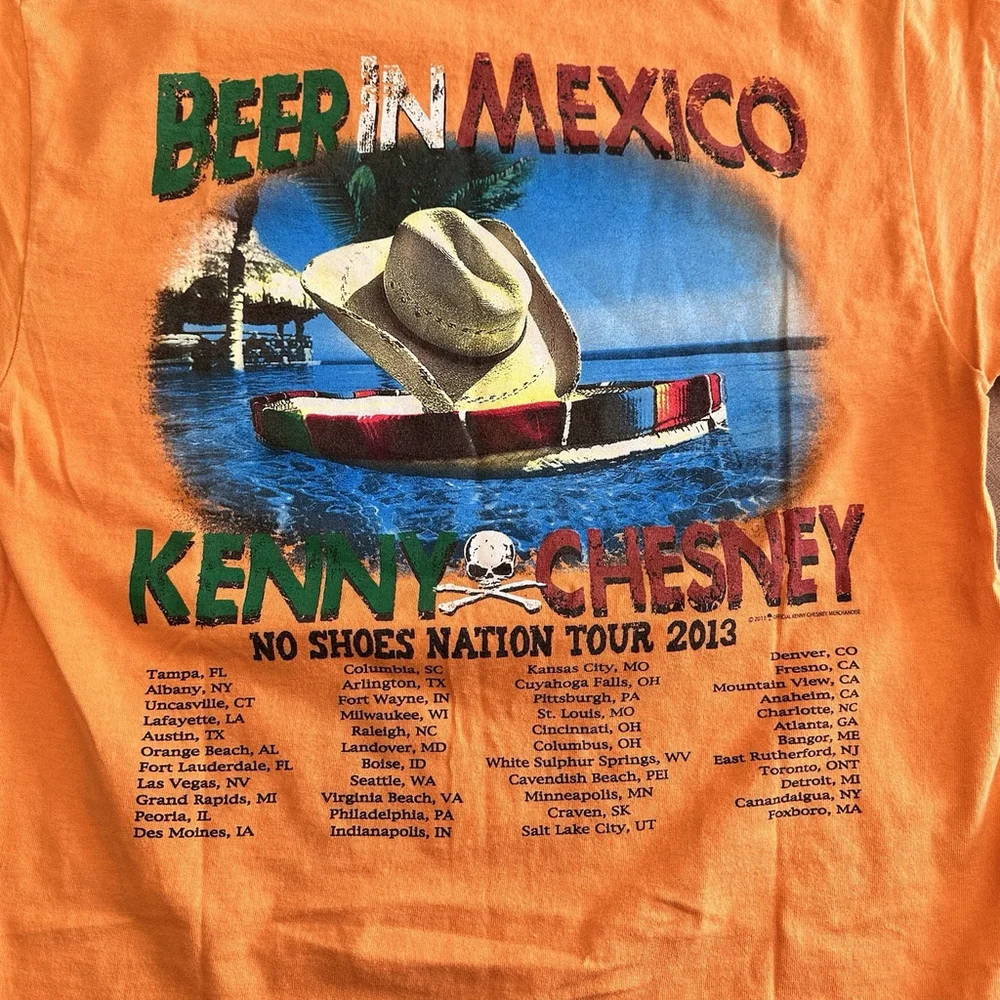 BEER IN MEXICO
KENNY CHESNEY
© 2013 OFFICIAL KENNY CHESNEY MERCHANDISE
NO SHOES NATION TOUR 2013
Tampa, FL
Albany, NY
Uncasville, CT
Lafayette, LA
Austin, TX
Orange Beach, AL
Fort Lauderdale, FL
Las Vegas, NV
Grand Rapids, MI
Peoria, IL
Des Moines, IA
Columbia, SC
Arlington, TX
Fort Wayne, IN
Milwaukee, WI
Raleigh, NC
Landover, MD
Boise, ID
Seattle, WA
Virginia Beach, VA
Philadelphia, PA
Indianapolis, IN
Kansas City, MO
Cuyahoga Falls, OH
Pittsburgh, PA
St. Louis, MO
Cincinnati, OH
Columbus, OH
White Sulphur Springs, WV
Cavendish Beach, PEI
Minneapolis, MN
Craven, SK
Salt Lake City, UT
Denver, CO
Fresno, CA
Mountain View, CA
Anaheim, CA
Charlotte, NC
Atlanta, GA
Bangor, ME
East Rutherford, NJ
Toronto, ONT
Detroit, MI
Canandaigua, NY
Foxboro, MA